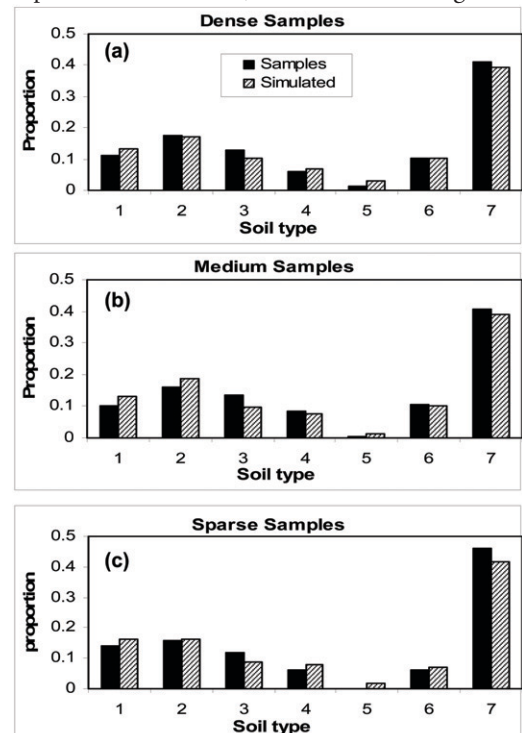 Dense Samples
(a)
Samples
Simulated
Proportion
0.5
0.4
0.3
0.2
0.1
0
1 2 3 4 5 6 7
Soil type
Medium Samples
(b)
Proportion
0.5
0.4
0.3
0.2
0.1
0
1 2 3 4 5 6 7
Soil type
Sparse Samples
(c)
proportion
0.5
0.4
0.3
0.2
0.1
0
1 2 3 4 5 6 7
Soil type